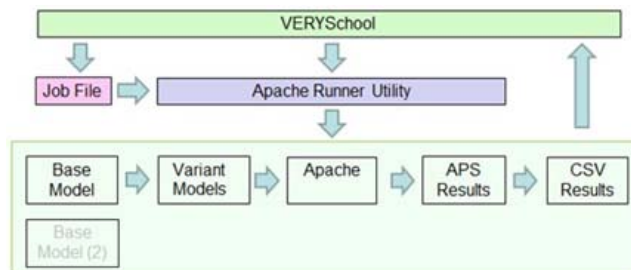 VERYSchool
Job File
Apache Runner Utility
Base
Model
Variant
Models
Apache
APS
Results
CSV
Results
Base
Model (2)